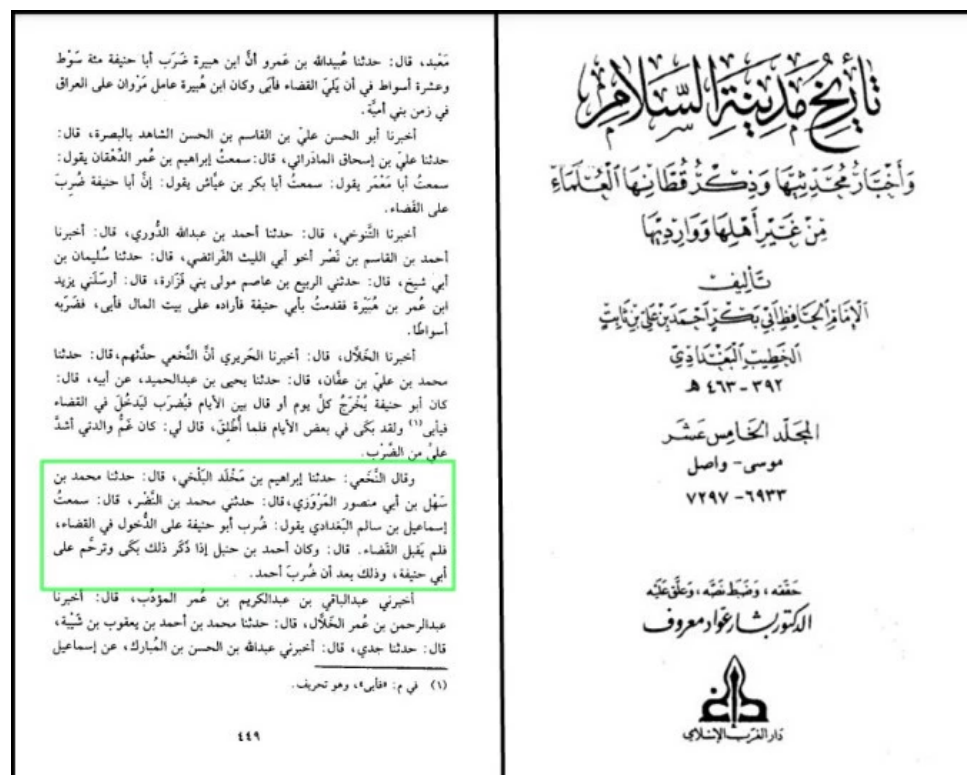 تأريخ مدينة السلام
وأخبار محدثيها وذكر قطانها العلماء
من غير أهلها ووارديها
تأليف
الإمام الحافظ أبي بكر أحمد بن علي بن ثابت
الخطيب البغدادي
٣٩٢ - ٤٦٣ هـ
المجلد الخامس عشر
موسى - واصل
٦٩٣٣ - ٧٢٩٧
حققه، وضبط نصه، وعلق عليه
الدكتور بشار عواد معروف
دار الغرب الإسلامي
مَعْبد، قال: حدثنا عُبيدالله بن عَمرو أنَّ ابن هبيرة ضَرَب أبا حنيفة مئة سَوْط
وعشرة أسواط في أن يَليَ القضاء فأبَى وكان ابن هُبيرة عامل مَرْوان على العراق
في زمن بني أميَّة.
أخبرنا أبو الحسن عليّ بن القاسم بن الحسن الشاهد بالبصرة، قال:
حدثنا عليّ بن إسحاق المادَرائي، قال: سمعتُ إبراهيم بن عُمر الدِّهْقان يقول:
سمعتُ أبا مَعْمَر يقول: سمعتُ أبا بكر بن عيَّاش يقول: إنَّ أبا حنيفة ضُرِبَ
على القَضاء.
أخبرنا التَّنوخي، قال: حدثنا أحمد بن عبدالله الدُّوري، قال: أخبرنا
أحمد بن القاسم بن نَصْر أخو أبي الليث الفَرائضي، قال: حدثنا سُليمان بن
أبي شيخ، قال: حدثني الربيع بن عاصم مولى بني فَزَارة، قال: أرسَلَني يزيد
ابن عُمر بن هُبَيْرة فقدمتُ بأبي حنيفة فأراده على بيت المال فأبى، فضَرَبه
أسواطًا.
أخبرنا الخَلَّال، قال: أخبرنا الحَريري أنَّ النَّخعي حدَّثهم، قال: حدثنا
محمد بن عليّ بن عفَّان، قال: حدثنا يحيى بن عبدالحميد، عن أبيه، قال:
كان أبو حنيفة يُخْرَجُ كلَّ يوم أو قال بين الأيام فيُضرَب ليَدخُلَ في القضاء
فيأبى(١) ولقد بَكَى في بعض الأيام فلما أُطلِقَ، قال لي: كان غَمُّ والدتي أشدَّ
عليَّ من الضَّرْب.
وقال النَّخَعي: حدثنا إبراهيم بن مَخْلَد البَلْخي، قال: حدثنا محمد بن
سَهْل بن أبي منصور المَرْوَزي، قال: حدثني محمد بن النَّضْر، قال: سمعتُ
إسماعيل بن سالم البَغدادي يقول: ضُرب أبو حنيفة على الدُّخول في القضاء،
فلم يَقبل القَضاء. قال: وكان أحمد بن حنبل إذا ذَكَر ذلك بَكَى وترحَّم على
أبي حنيفة، وذلك بعد أن ضُربَ أحمد.
أخبرني عبدالباقي بن عبدالكريم بن عُمر المؤدِّب، قال: أخبرنا
عبدالرحمن بن عُمر الخَلَّال، قال: حدثنا محمد بن أحمد بن يعقوب بن شَيْبة،
قال: حدثنا جدي، قال: أخبرني عبدالله بن الحسن بن المُبارك، عن إسماعيل
(١) في م: «فأبى»، وهو تحريف.
٤٤٩